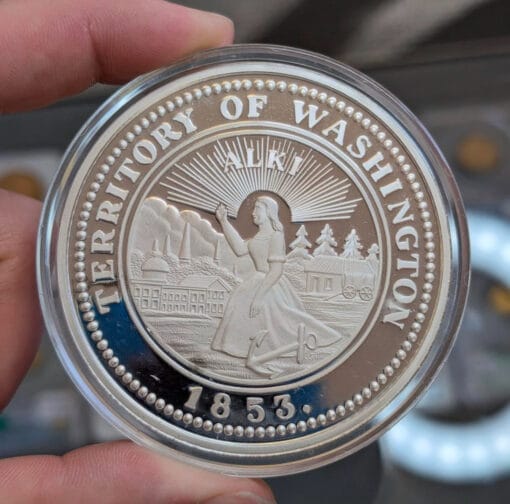 TERRITORY OF WASHINGTON
ALKI
1853.